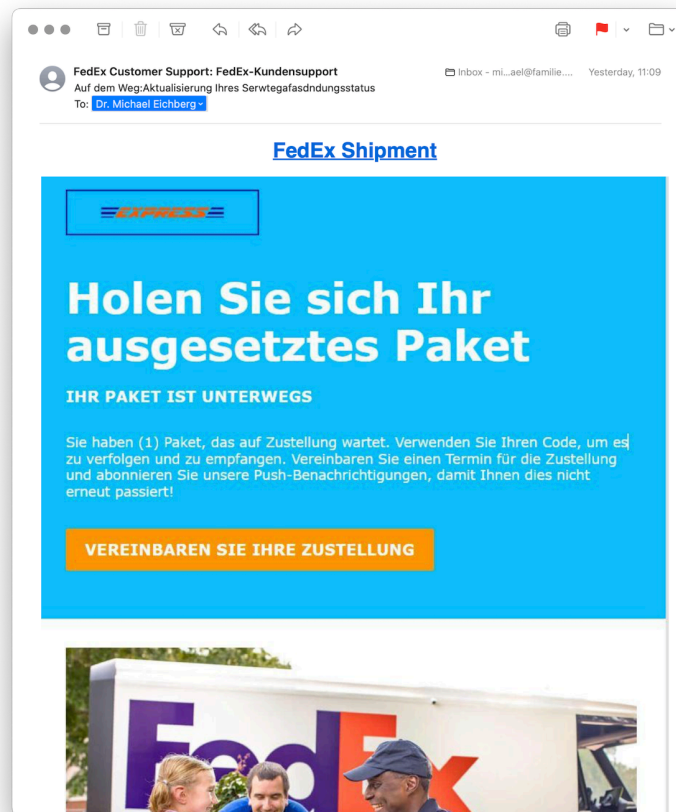 FedEx Customer Support: FedEx-Kundensupport
Inbox - mi...ael@familie....
Yesterday, 11:09
Auf dem Weg:Aktualisierung Ihres Serwtegafasdndungsstatus
To: Dr. Michael Eichberg
FedEx Shipment
EXPRESS
Holen Sie sich Ihr
ausgesetztes Paket
IHR PAKET IST UNTERWEGS
Sie haben (1) Paket, das auf Zustellung wartet. Verwenden Sie Ihren Code, um es
zu verfolgen und zu empfangen. Vereinbaren Sie einen Termin für die Zustellung
und abonnieren Sie unsere Push-Benachrichtigungen, damit Ihnen dies nicht
erneut passiert!
VEREINBAREN SIE IHRE ZUSTELLUNG
FedEx